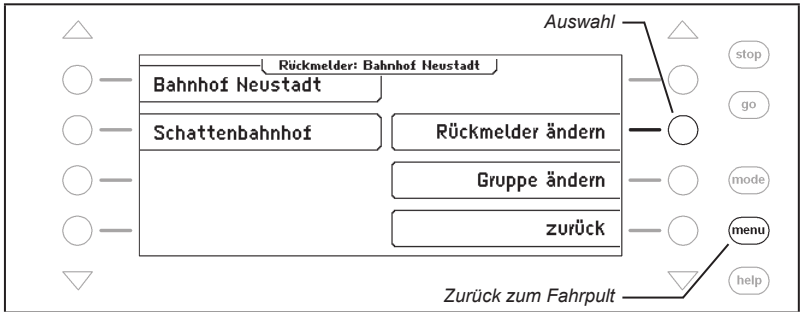 Auswahl
stop
Rückmelder: Bahnhof Neustadt
Bahnhof Neustadt
go
Schattenbahnhof
Rückmelder ändern
Gruppe ändern
mode
zurück
menu
help
Zurück zum Fahrpult